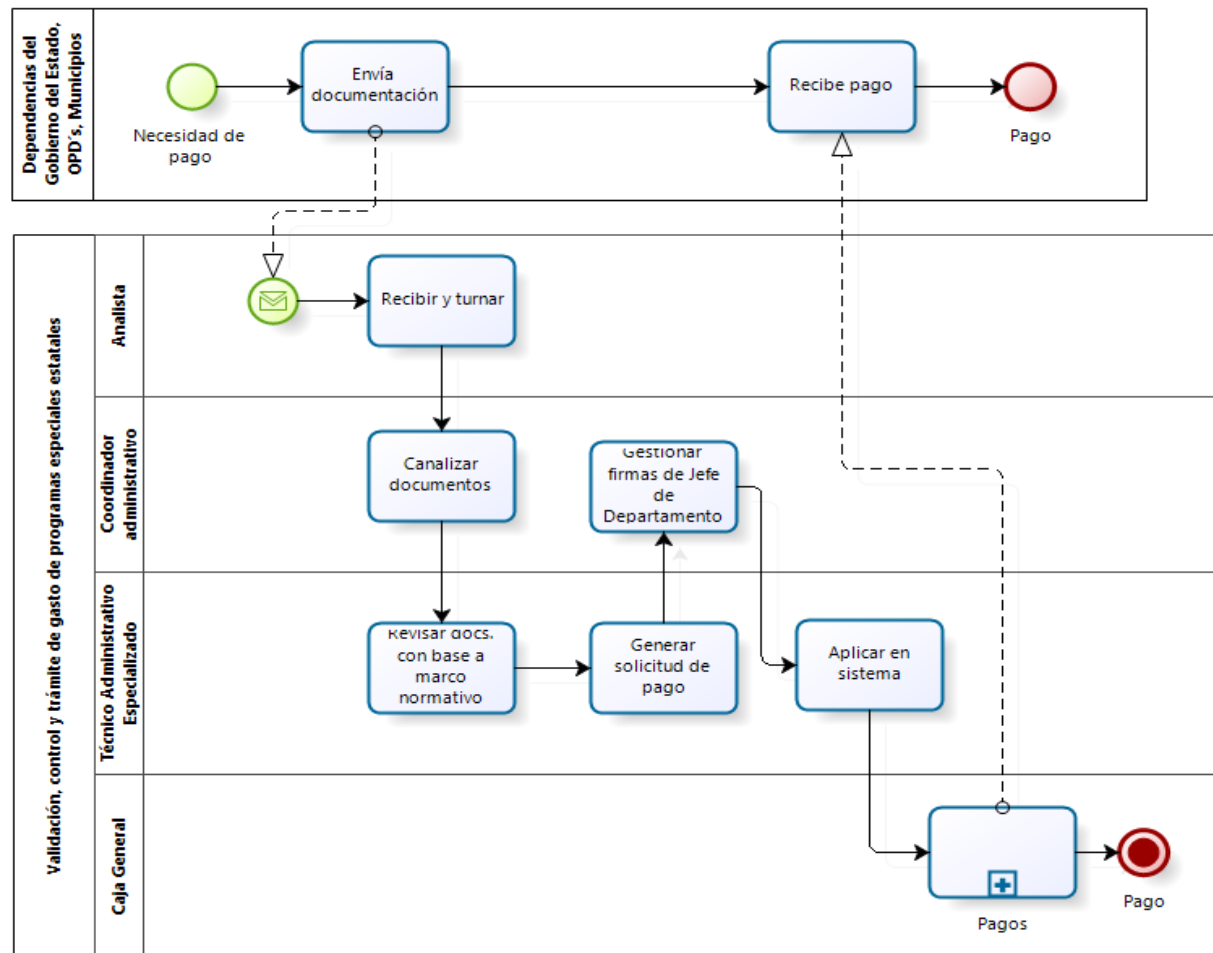 Dependencias del
Gobierno del Estado,
OPD´s, Municipios
Necesidad de
pago
Envía
documentación
Recibe pago
Pago
Validación, control y trámite de gasto de programas especiales estatales
Analista
Recibir y turnar
Coordinador
administrativo
Canalizar
documentos
Gestionar
firmas de Jefe
de
Departamento
Técnico Administrativo
Especializado
Revisar docs.
con base a
marco
normativo
Generar
solicitud de
pago
Aplicar en
sistema
Caja General
Pagos
Pago